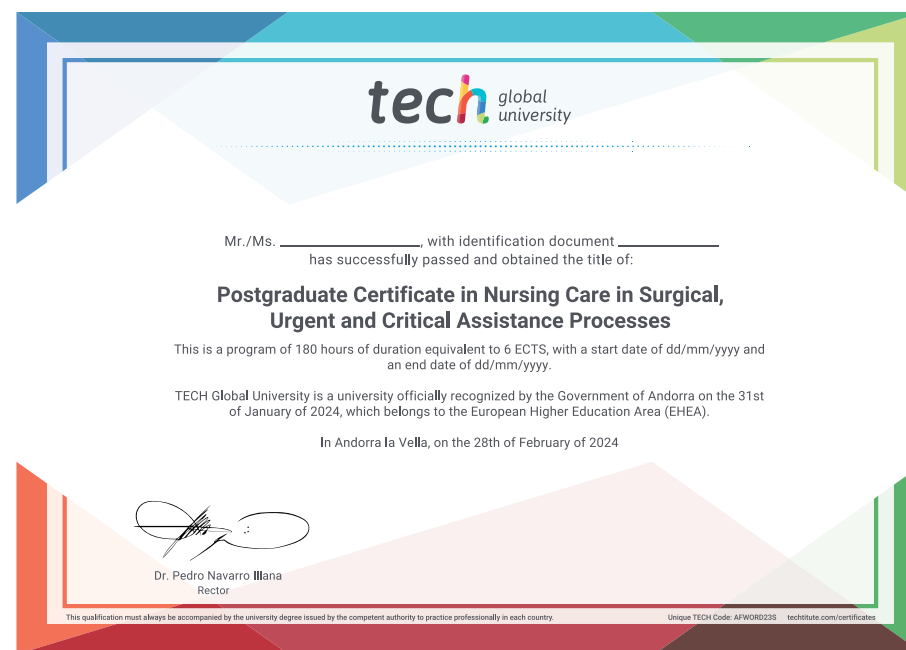 tech global university
Mr./Ms. ____________, with identification document ____________
has successfully passed and obtained the title of:
Postgraduate Certificate in Nursing Care in Surgical,
Urgent and Critical Assistance Processes
This is a program of 180 hours of duration equivalent to 6 ECTS, with a start date of dd/mm/yyyy and
an end date of dd/mm/yyyy.
TECH Global University is a university officially recognized by the Government of Andorra on the 31st
of January of 2024, which belongs to the European Higher Education Area (EHEA).
In Andorra la Vella, on the 28th of February of 2024
Dr. Pedro Navarro Illana
Rector
This qualification must always be accompanied by the university degree issued by the competent authority to practice professionally in each country. Unique TECH Code: AFWORD23S techtitute.com/certificates